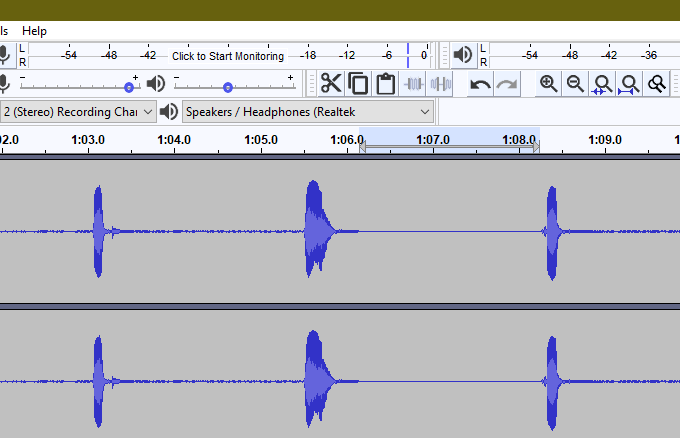 ls Help
L R -54 -48 -42 Click to Start Monitoring -18 -12 -6 0 L R -54 -48 -42 -36
- + - +
2 (Stereo) Recording Chai Speakers / Headphones (Realtek
02.0 1:03.0 1:04.0 1:05.0 1:06.0 1:07.0 1:08.0 1:09.0 1